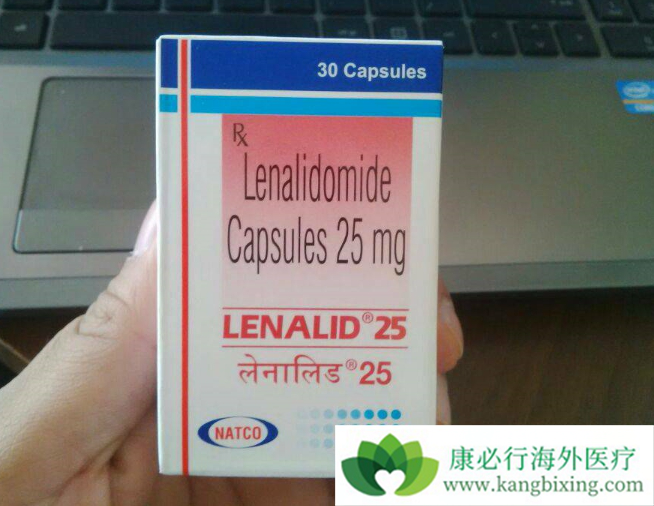 30 Capsules
Rx
Lenalidomide
Capsules 25 mg
LENALID® 25
लेनालिड® 25
NATCO
康必行海外医疗
www.kangbixing.com